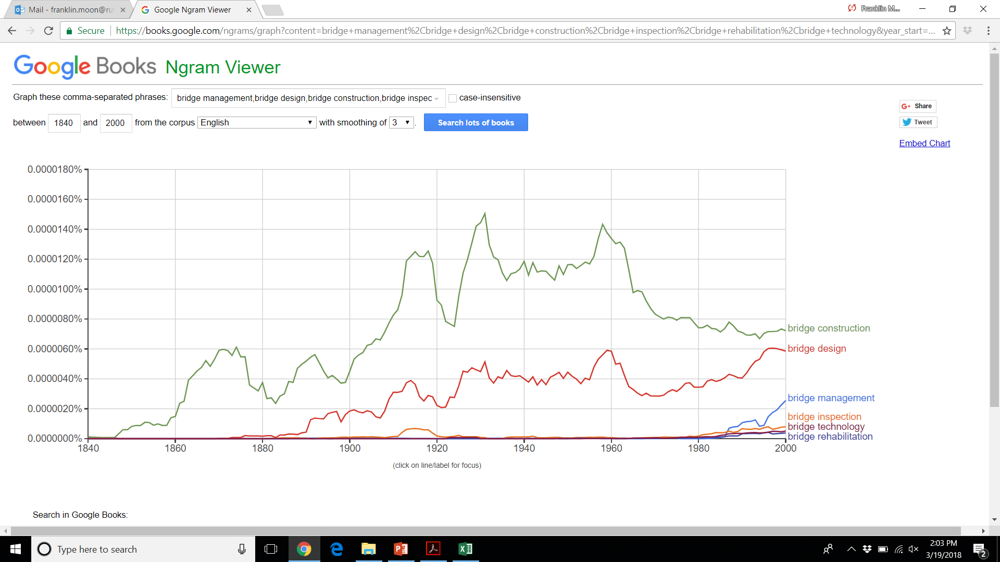 Mail - franklin.moon@ru
Google Ngram Viewer
Franklin M...
Secure
https://books.google.com/ngrams/graph?content=bridge+management%2Cbridge+design%2Cbridge+construction%2Cbridge+inspection%2Cbridge+rehabilitation%2Cbridge+technology&year_start=...
Google Books Ngram Viewer
Graph these comma-separated phrases: bridge management,bridge design,bridge construction,bridge inspec case-insensitive
between 1840 and 2000 from the corpus English with smoothing of 3. Search lots of books
G+ Share
Tweet
Embed Chart
0.0000180%
0.0000160%
0.0000140%
0.0000120%
0.0000100%
0.0000080%
0.0000060%
0.0000040%
0.0000020%
0.0000000%
bridge construction
bridge design
bridge management
bridge inspection
bridge technology
bridge rehabilitation
1840 1860 1880 1900 1920 1940 1960 1980 2000
(click on line/label for focus)
Search in Google Books:
Type here to search
2:03 PM
3/19/2018
2